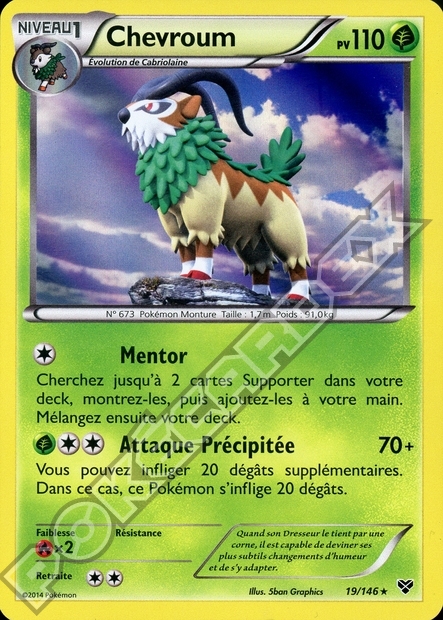 NIVEAU 1
Chevroum
PV 110
Évolution de Cabriolaine
N° 673 Pokémon Monture Taille : 1,7m Poids : 91,0kg
Mentor
Cherchez jusqu'à 2 cartes Supporter dans votre
deck, montrez-les, puis ajoutez-les à votre main.
Mélangez ensuite votre deck.
Attaque Précipitée 70+
Vous pouvez infliger 20 dégâts supplémentaires.
Dans ce cas, ce Pokémon s'inflige 20 dégâts.
Faiblesse Résistance
×2
Retraite
Quand son Dresseur le tient par une
corne, il est capable de deviner ses
plus subtils changements d'humeur
et de s'y adapter.
©2014 Pokémon
Illus. 5ban Graphics
19/146★
XY
POKECARDEX